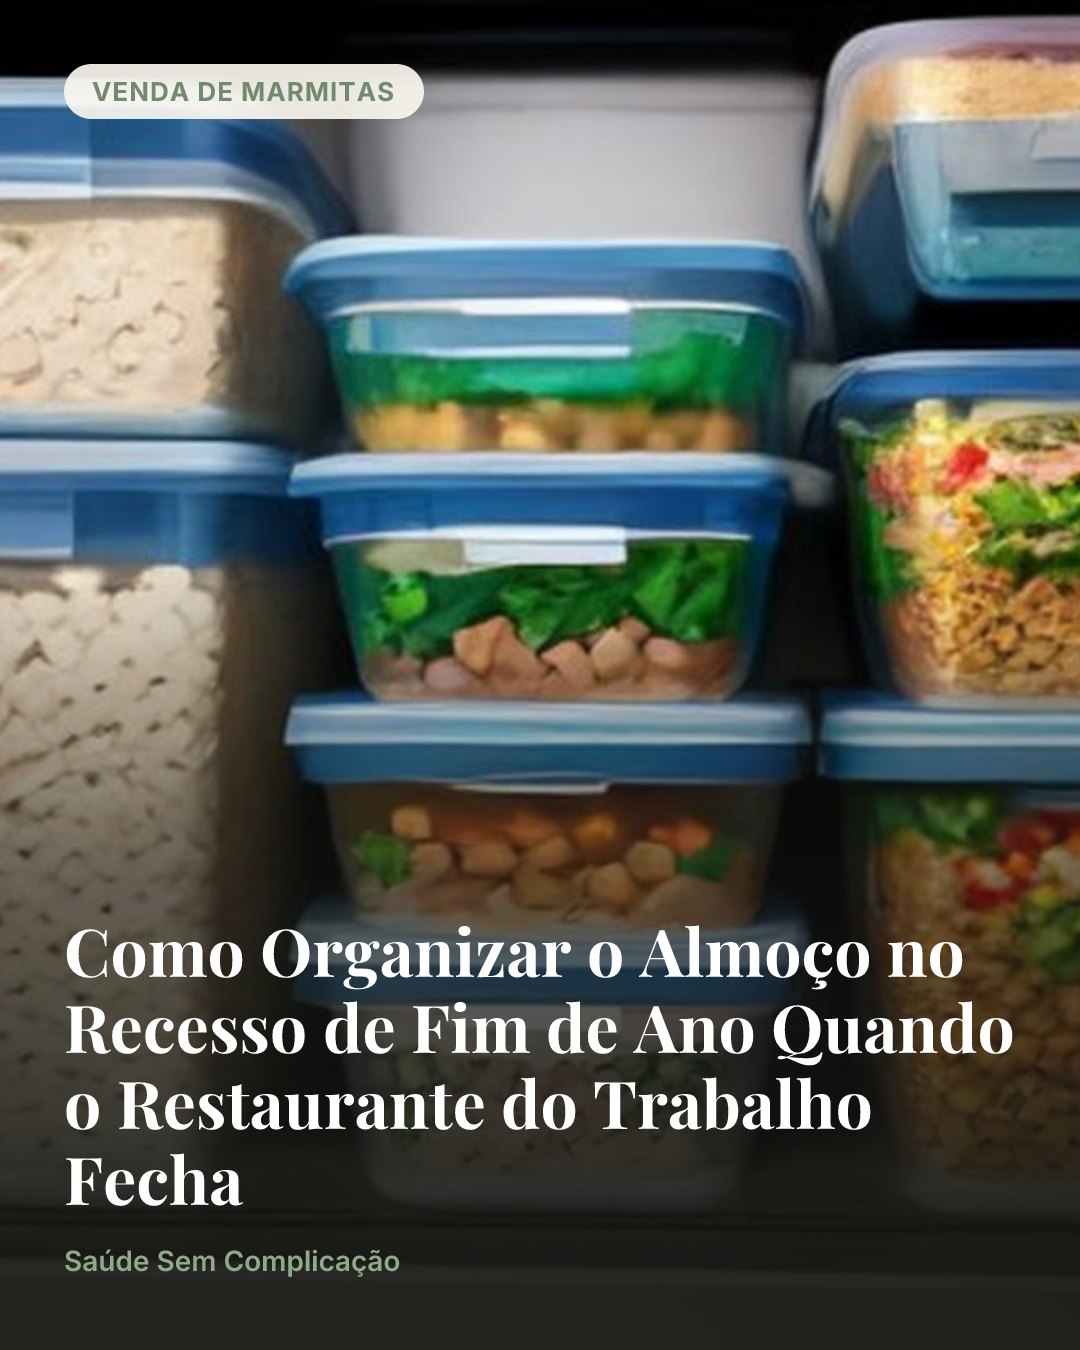 VENDA DE MARMITAS
Como Organizar o Almoço no
Recesso de Fim de Ano Quando
o Restaurante do Trabalho
Fecha
Saúde Sem Complicação